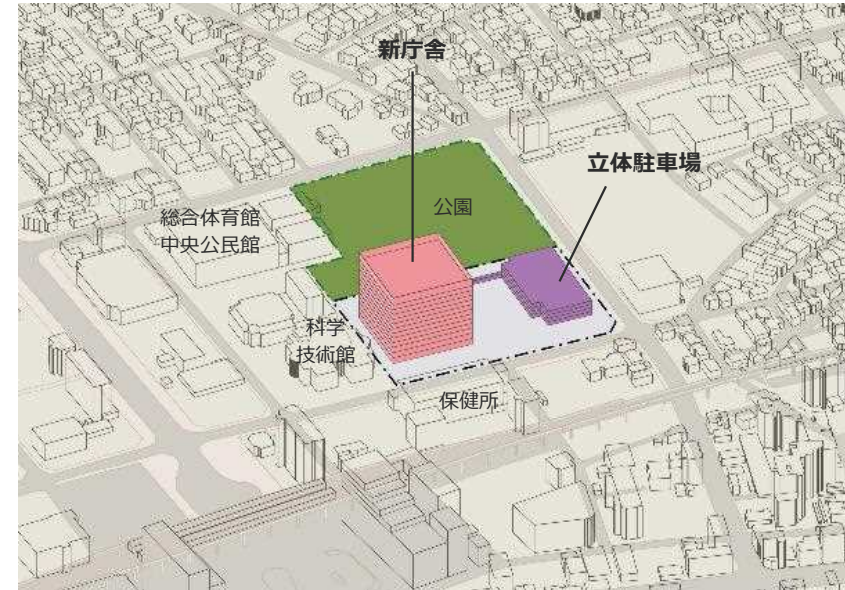 新庁舎
立体駐車場
公園
総合体育館
中央公民館
科学
技術館
保健所